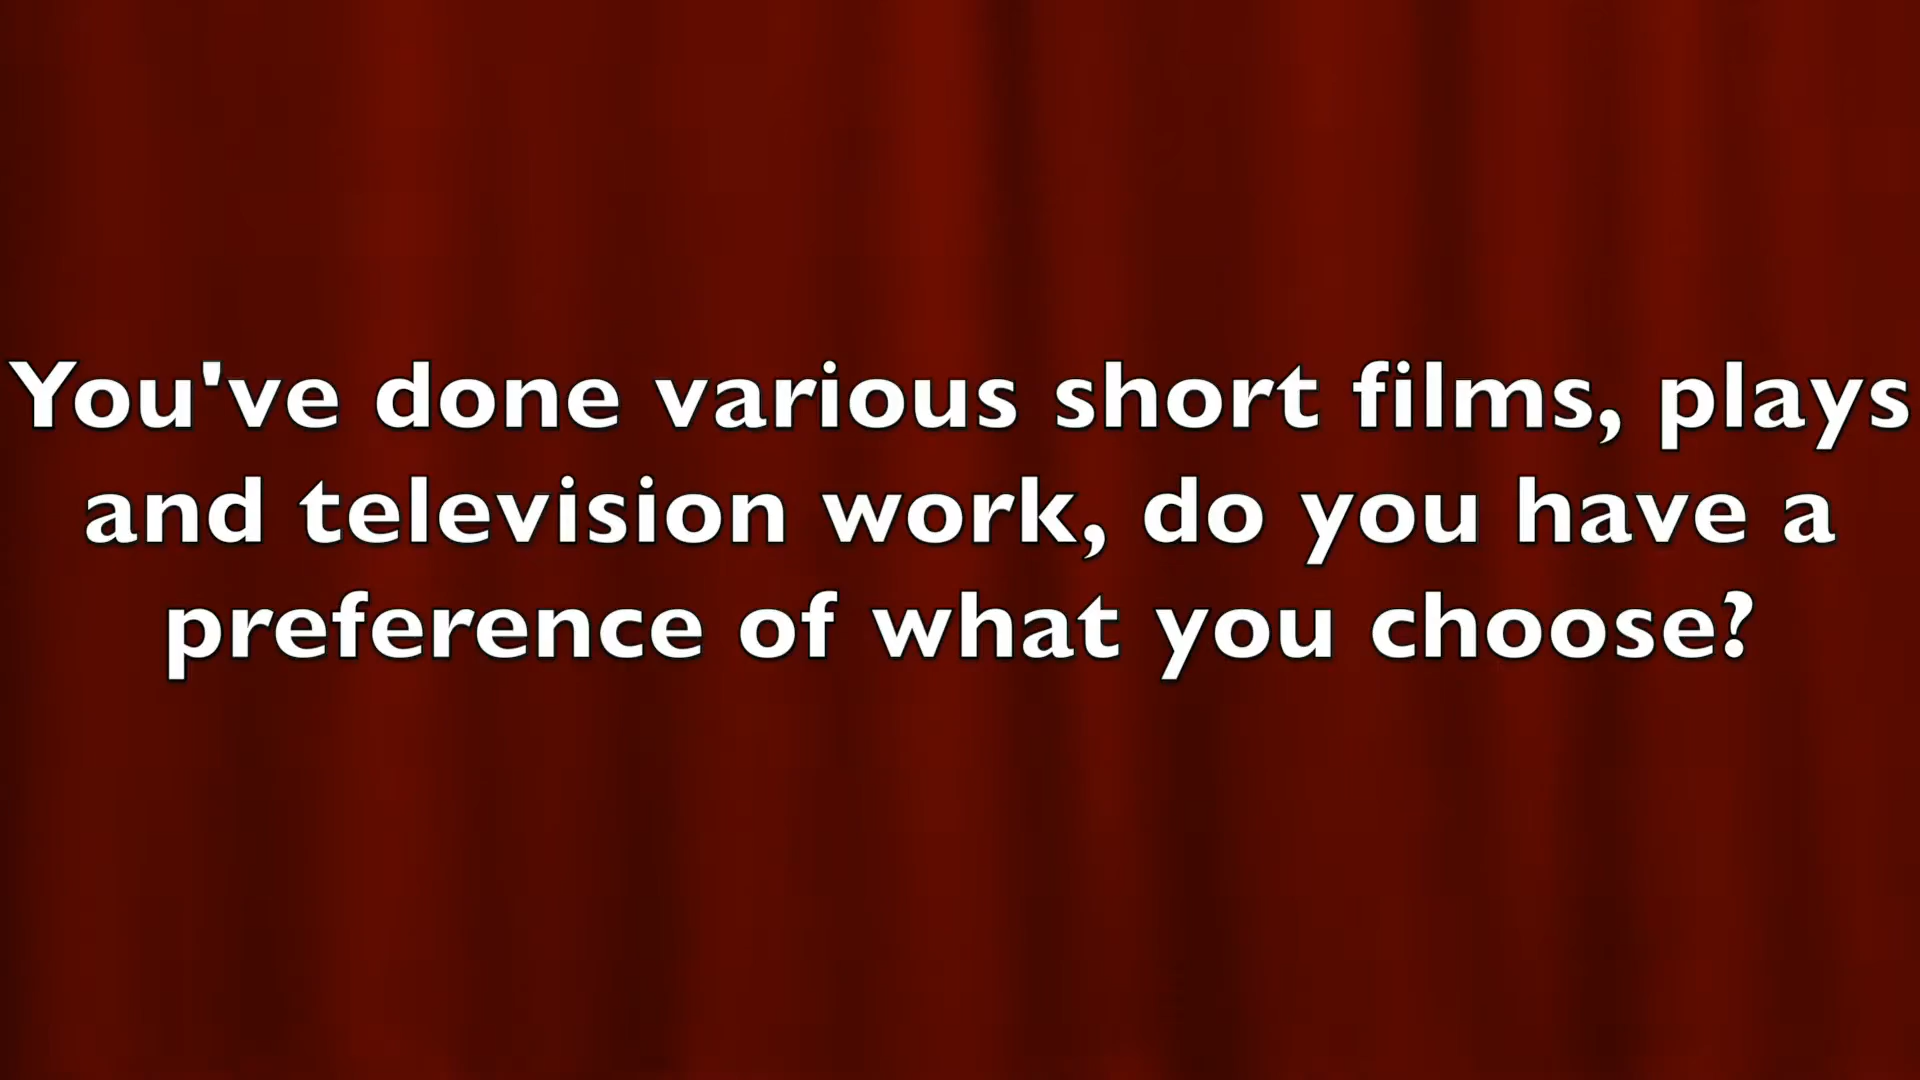 You've done various short films, plays
and television work, do you have a
preference of what you choose?